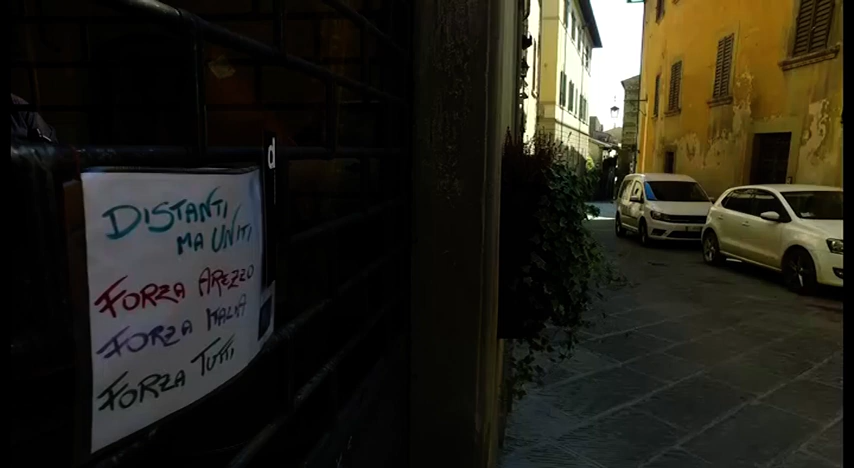 d
DISTANTI
MA UNITI
FORZA AREZZO
FORZA ITALIA
FORZA TUTTI